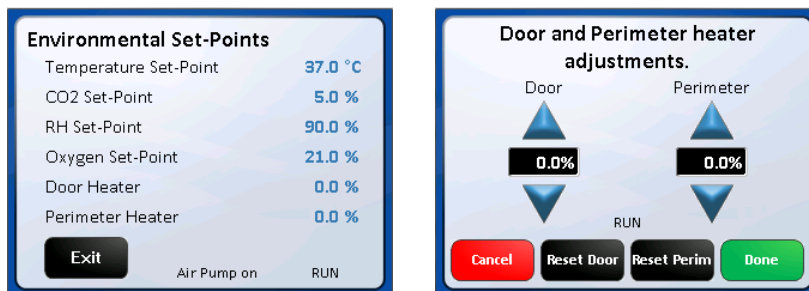 Environmental Set-Points
Temperature Set-Point 37.0 °C
CO2 Set-Point 5.0 %
RH Set-Point 90.0 %
Oxygen Set-Point 21.0 %
Door Heater 0.0 %
Perimeter Heater 0.0 %
Exit
Air Pump on RUN
Door and Perimeter heater
adjustments.
Door Perimeter
0.0% 0.0%
RUN
Cancel Reset Door Reset Perim Done